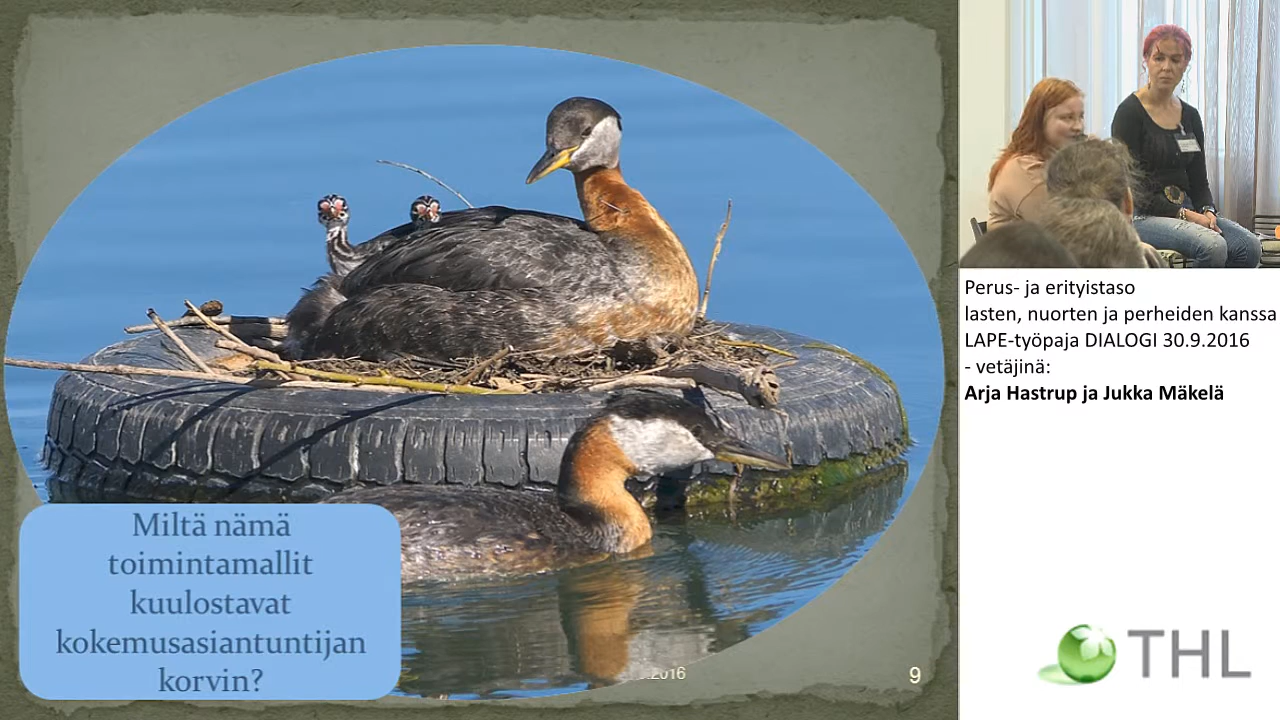 Miltä nämä
toimintamallit
kuulostavat
kokemusasiantuntijan
korvin?
.2016
9
Perus- ja erityistaso
lasten, nuorten ja perheiden kanssa
LAPE-työpaja DIALOGI 30.9.2016
- vetäjinä:
Arja Hastrup ja Jukka Mäkelä
THL